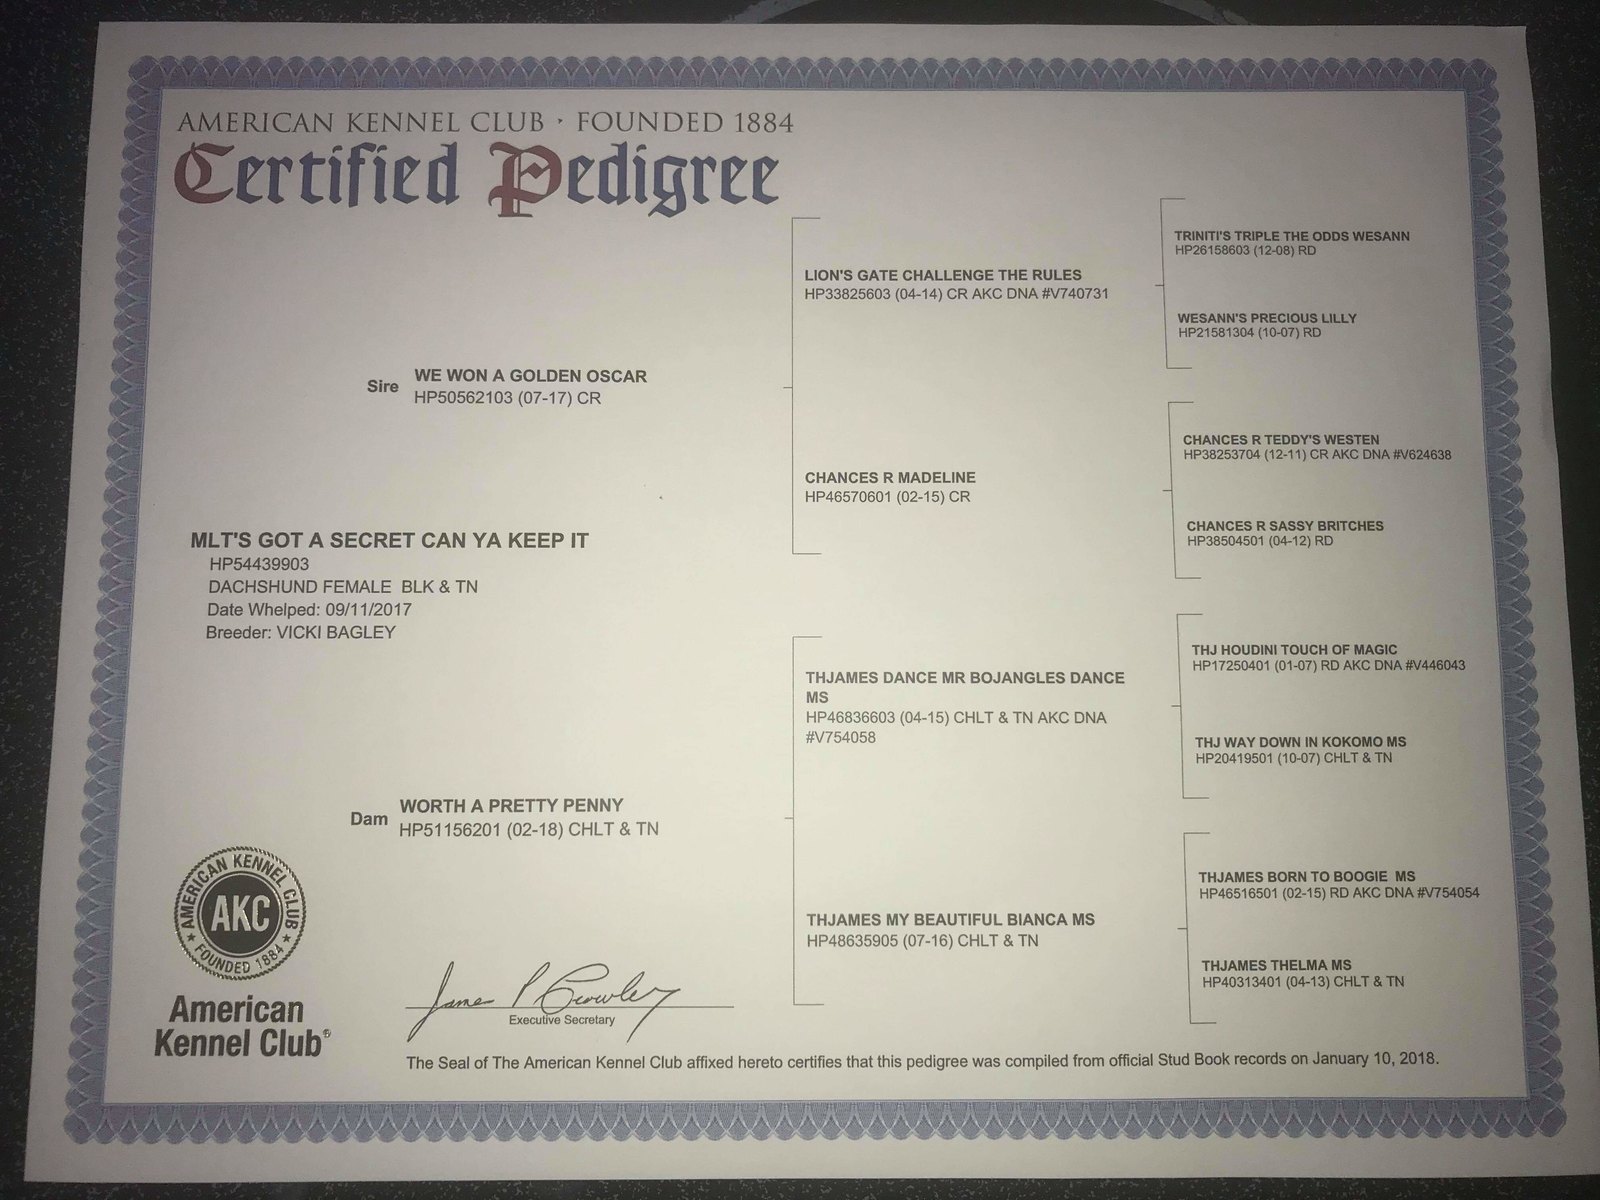 AMERICAN KENNEL CLUB · FOUNDED 1884
Certified Pedigree
TRINITI'S TRIPLE THE ODDS WESANN
HP26158603 (12-08) RD
LION'S GATE CHALLENGE THE RULES
HP33825603 (04-14) CR AKC DNA #V740731
WESANN'S PRECIOUS LILLY
HP21581304 (10-07) RD
Sire
WE WON A GOLDEN OSCAR
HP50562103 (07-17) CR
CHANCES R TEDDY'S WESTEN
HP38253704 (12-11) CR AKC DNA #V624638
CHANCES R MADELINE
HP46570601 (02-15) CR
CHANCES R SASSY BRITCHES
HP38504501 (04-12) RD
MLT'S GOT A SECRET CAN YA KEEP IT
HP54439903
DACHSHUND FEMALE BLK & TN
Date Whelped: 09/11/2017
Breeder: VICKI BAGLEY
THJ HOUDINI TOUCH OF MAGIC
HP17250401 (01-07) RD AKC DNA #V446043
THJAMES DANCE MR BOJANGLES DANCE
MS
HP46836603 (04-15) CHLT & TN AKC DNA
#V754058
THJ WAY DOWN IN KOKOMO MS
HP20419501 (10-07) CHLT & TN
Dam
WORTH A PRETTY PENNY
HP51156201 (02-18) CHLT & TN
THJAMES BORN TO BOOGIE MS
HP46516501 (02-15) RD AKC DNA #V754054
THJAMES MY BEAUTIFUL BIANCA MS
HP48635905 (07-16) CHLT & TN
THJAMES THELMA MS
HP40313401 (04-13) CHLT & TN
AMERICAN KENNEL CLUB
AKC
FOUNDED 1884
American
Kennel Club®
James P Crowley
Executive Secretary
The Seal of The American Kennel Club affixed hereto certifies that this pedigree was compiled from official Stud Book records on January 10, 2018.